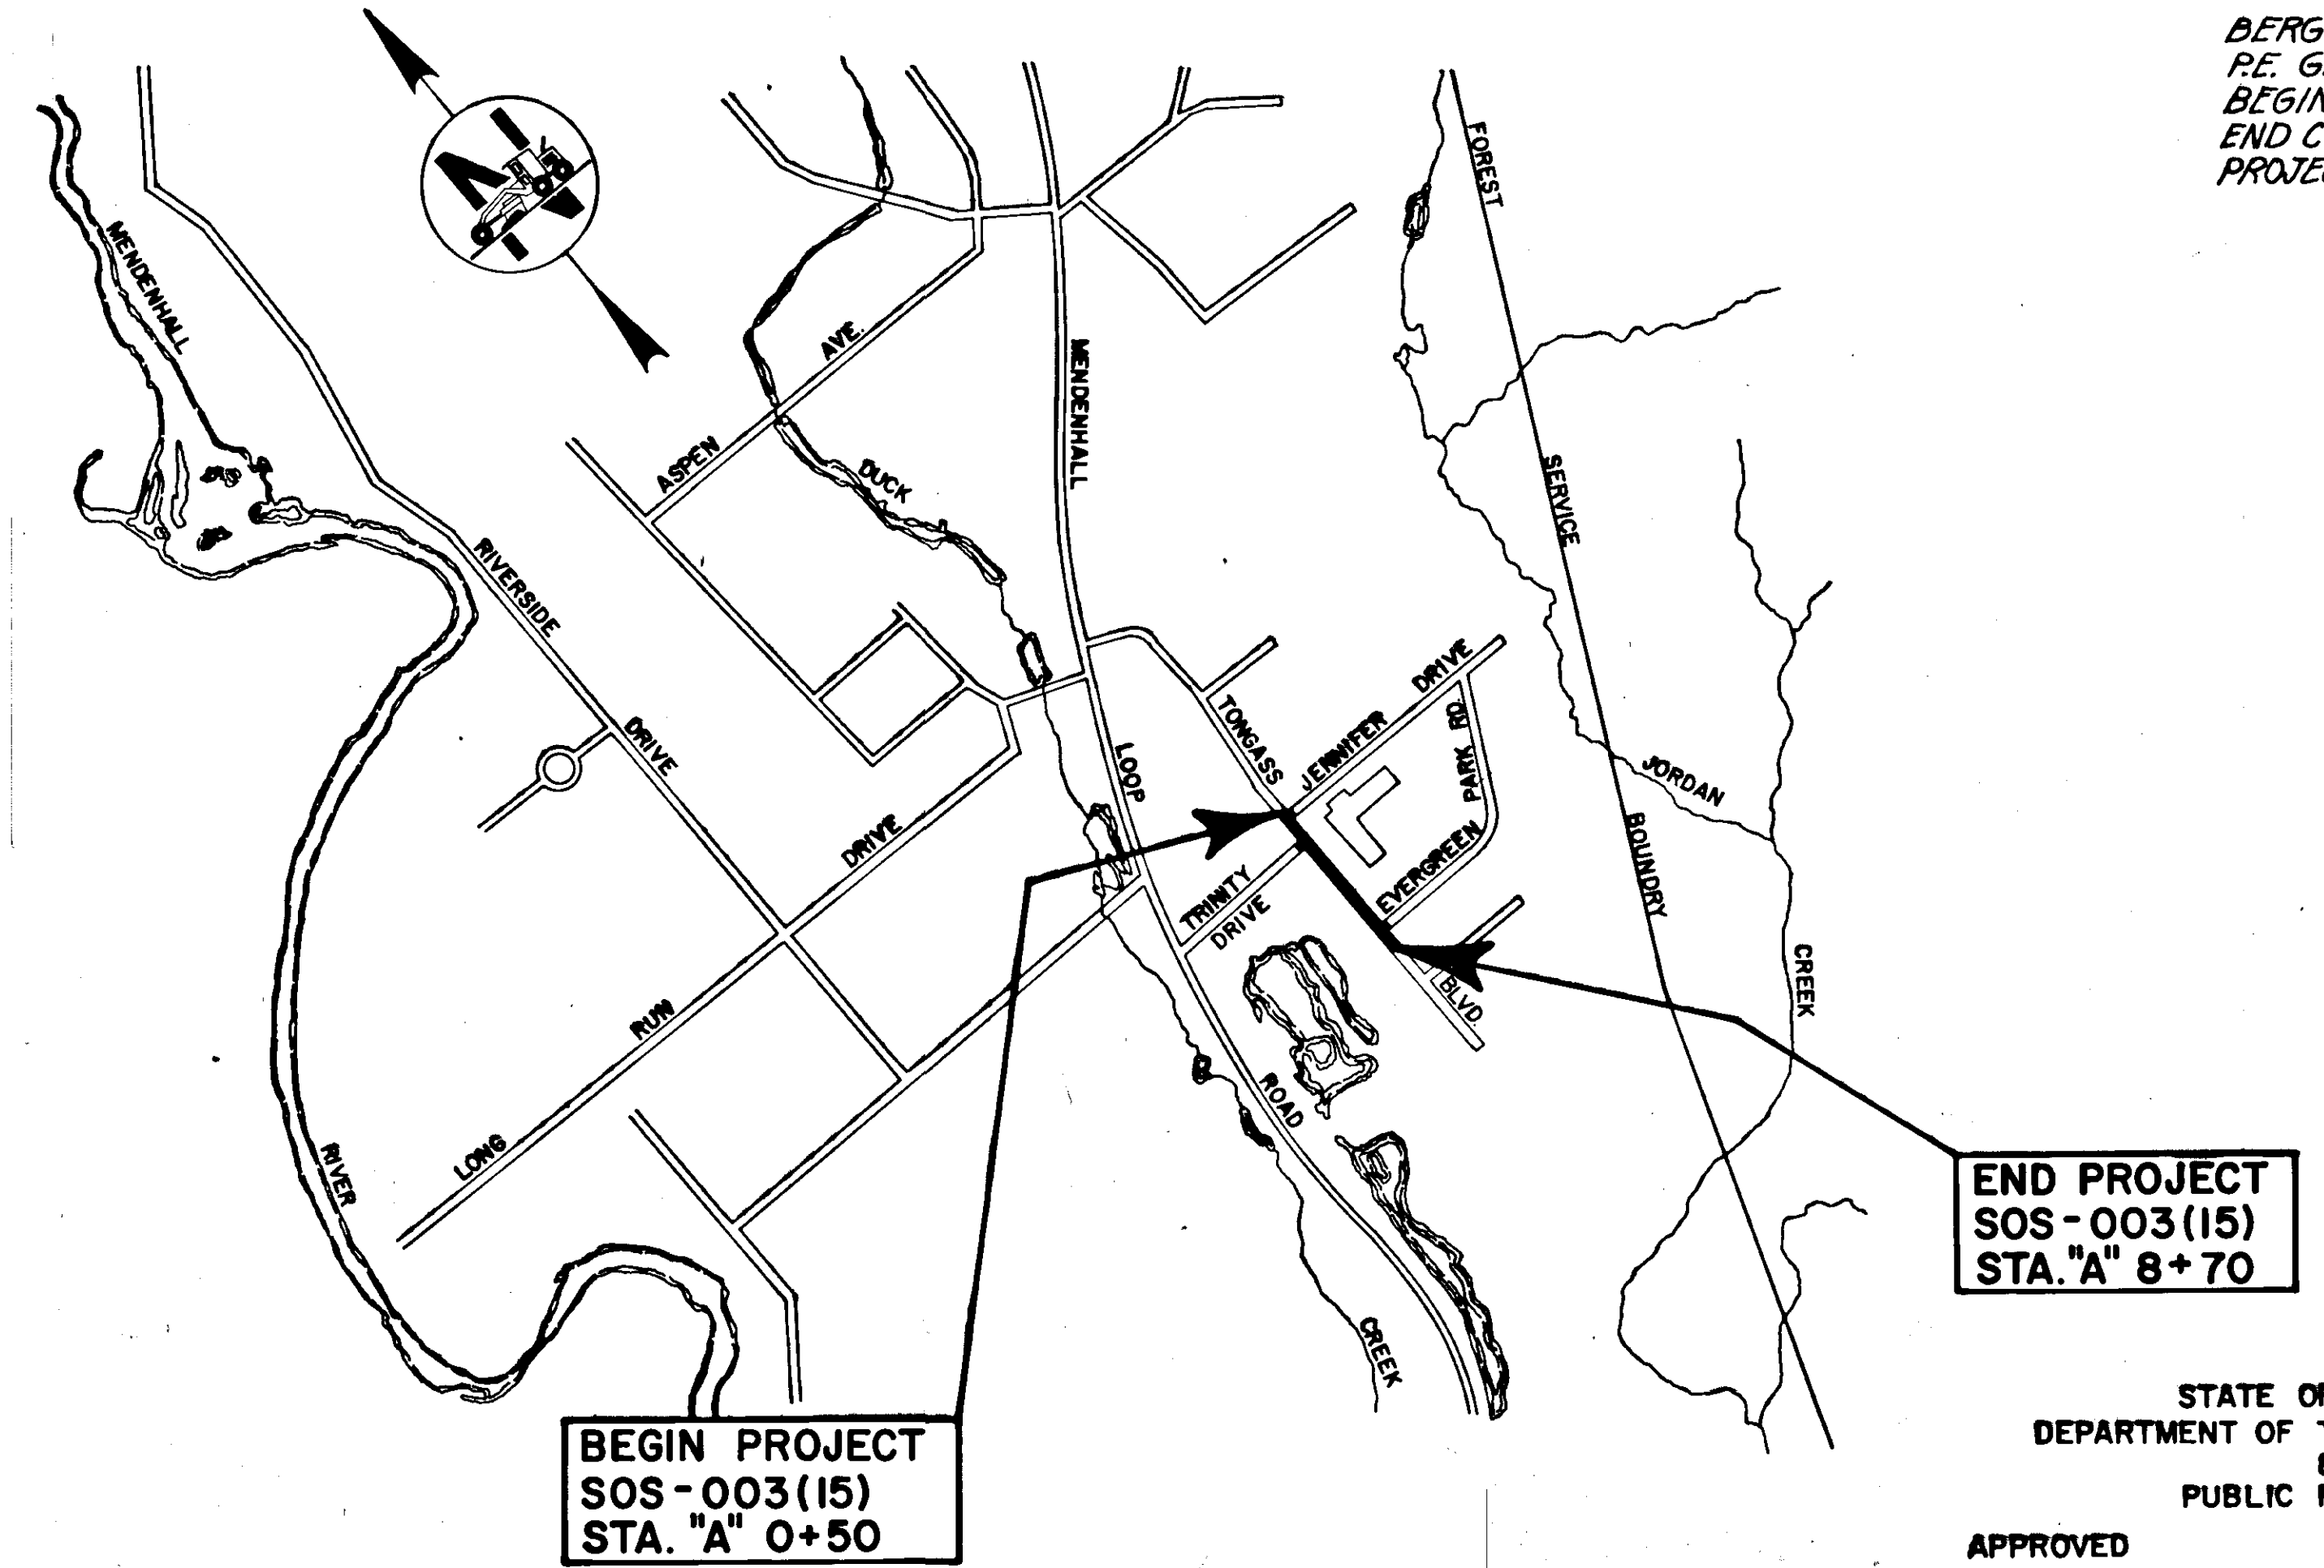 BERG
P.E. G.
BEGIN
END C
PROJE
FOREST
SERVICE
BOUNDRY
MENDENHALL
RIVER
RIVERSIDE
DRIVE
ASPEN AVE.
DUCK
CREEK
MENDENHALL
LOOP
ROAD
TONGASS
BLVD.
JENNIFER DRIVE
PARK RD.
EVERGREEN
TRINITY
DRIVE
JORDAN
CREEK
LONG RUN DRIVE
END PROJECT
SOS-003(15)
STA. "A" 8+70
BEGIN PROJECT
SOS-003(15)
STA. "A" 0+50
STATE O
DEPARTMENT OF
PUBLIC
APPROVED